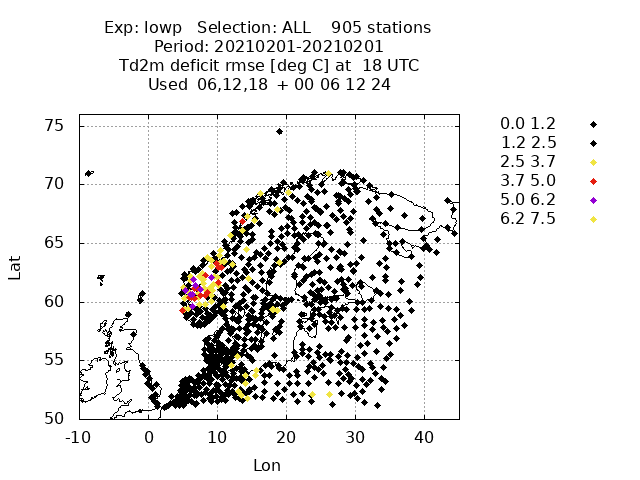 Exp: lowp   Selection: ALL    905 stations
Period: 20210201-20210201
Td2m deficit rmse [deg C] at  18 UTC
Used  06,12,18  + 00 06 12 24
0.0 1.2
1.2 2.5
2.5 3.7
3.7 5.0
5.0 6.2
6.2 7.5
Lat
75
70
65
60
55
50
-10 0 10 20 30 40
Lon